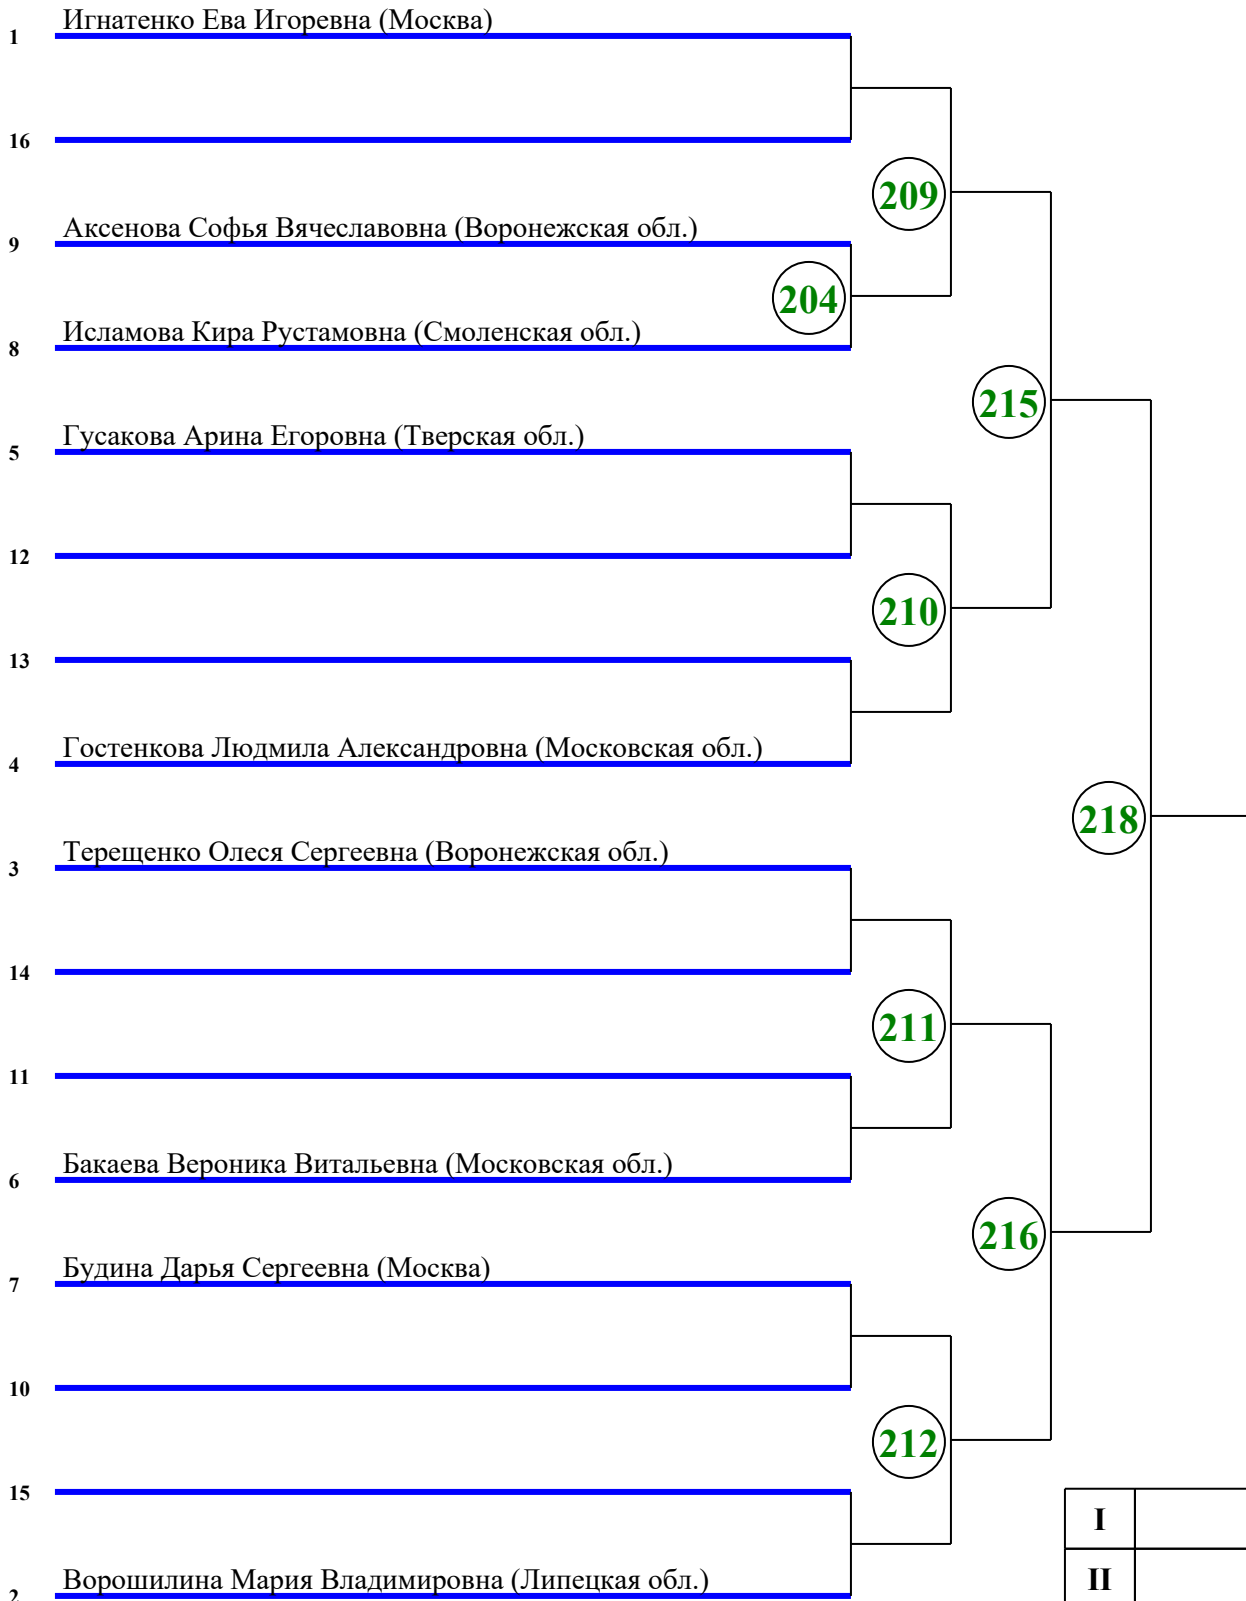 Игнатенко Ева Игоревна (Москва)
1
16
209
Аксенова Софья Вячеславовна (Воронежская обл.)
9
204
Исламова Кира Рустамовна (Смоленская обл.)
8
215
Гусакова Арина Егоровна (Тверская обл.)
5
12
210
13
Гостенкова Людмила Александровна (Московская обл.)
4
218
Терещенко Олеся Сергеевна (Воронежская обл.)
3
14
211
11
Бакаева Вероника Витальевна (Московская обл.)
6
216
Будина Дарья Сергеевна (Москва)
7
10
212
15
I
Ворошилина Мария Владимировна (Липецкая обл.)
2
II